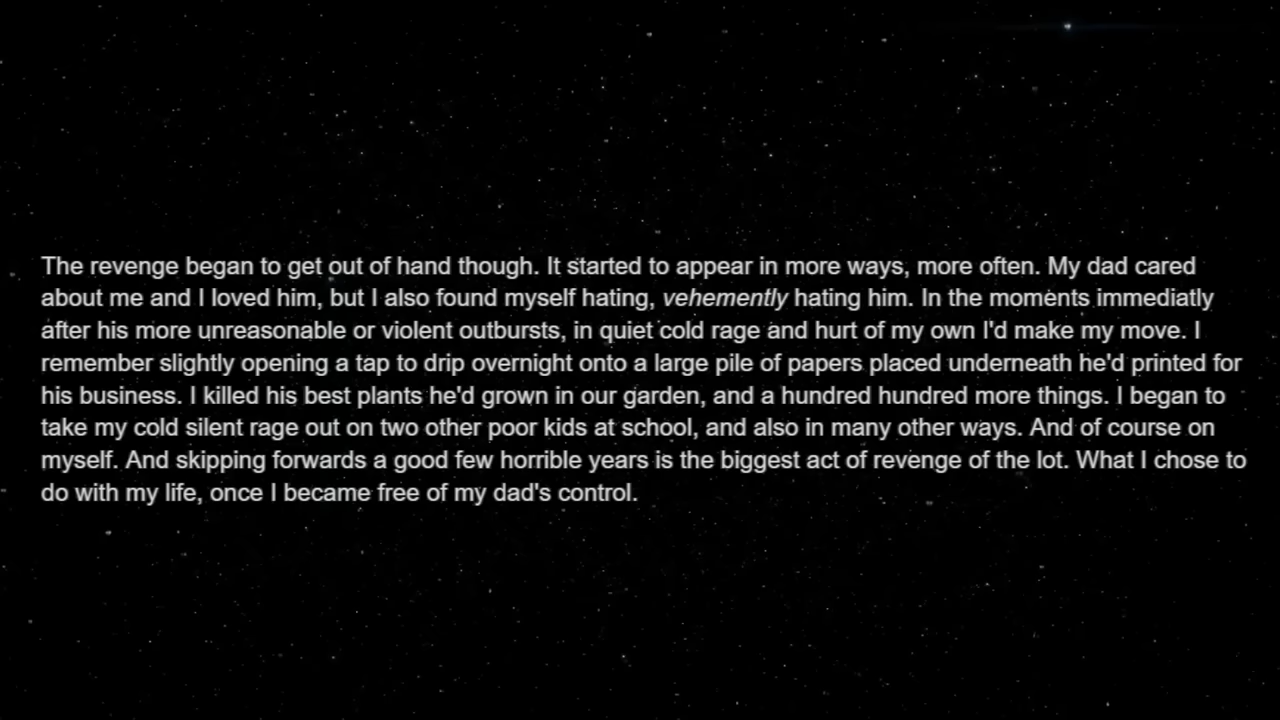 The revenge began to get out of hand though. It started to appear in more ways, more often. My dad cared
about me and I loved him, but I also found myself hating, vehemently hating him. In the moments immediatly
after his more unreasonable or violent outbursts, in quiet cold rage and hurt of my own I'd make my move. I
remember slightly opening a tap to drip overnight onto a large pile of papers placed underneath he'd printed for
his business. I killed his best plants he'd grown in our garden, and a hundred hundred more things. I began to
take my cold silent rage out on two other poor kids at school, and also in many other ways. And of course on
myself. And skipping forwards a good few horrible years is the biggest act of revenge of the lot. What I chose to
do with my life, once I became free of my dad's control.